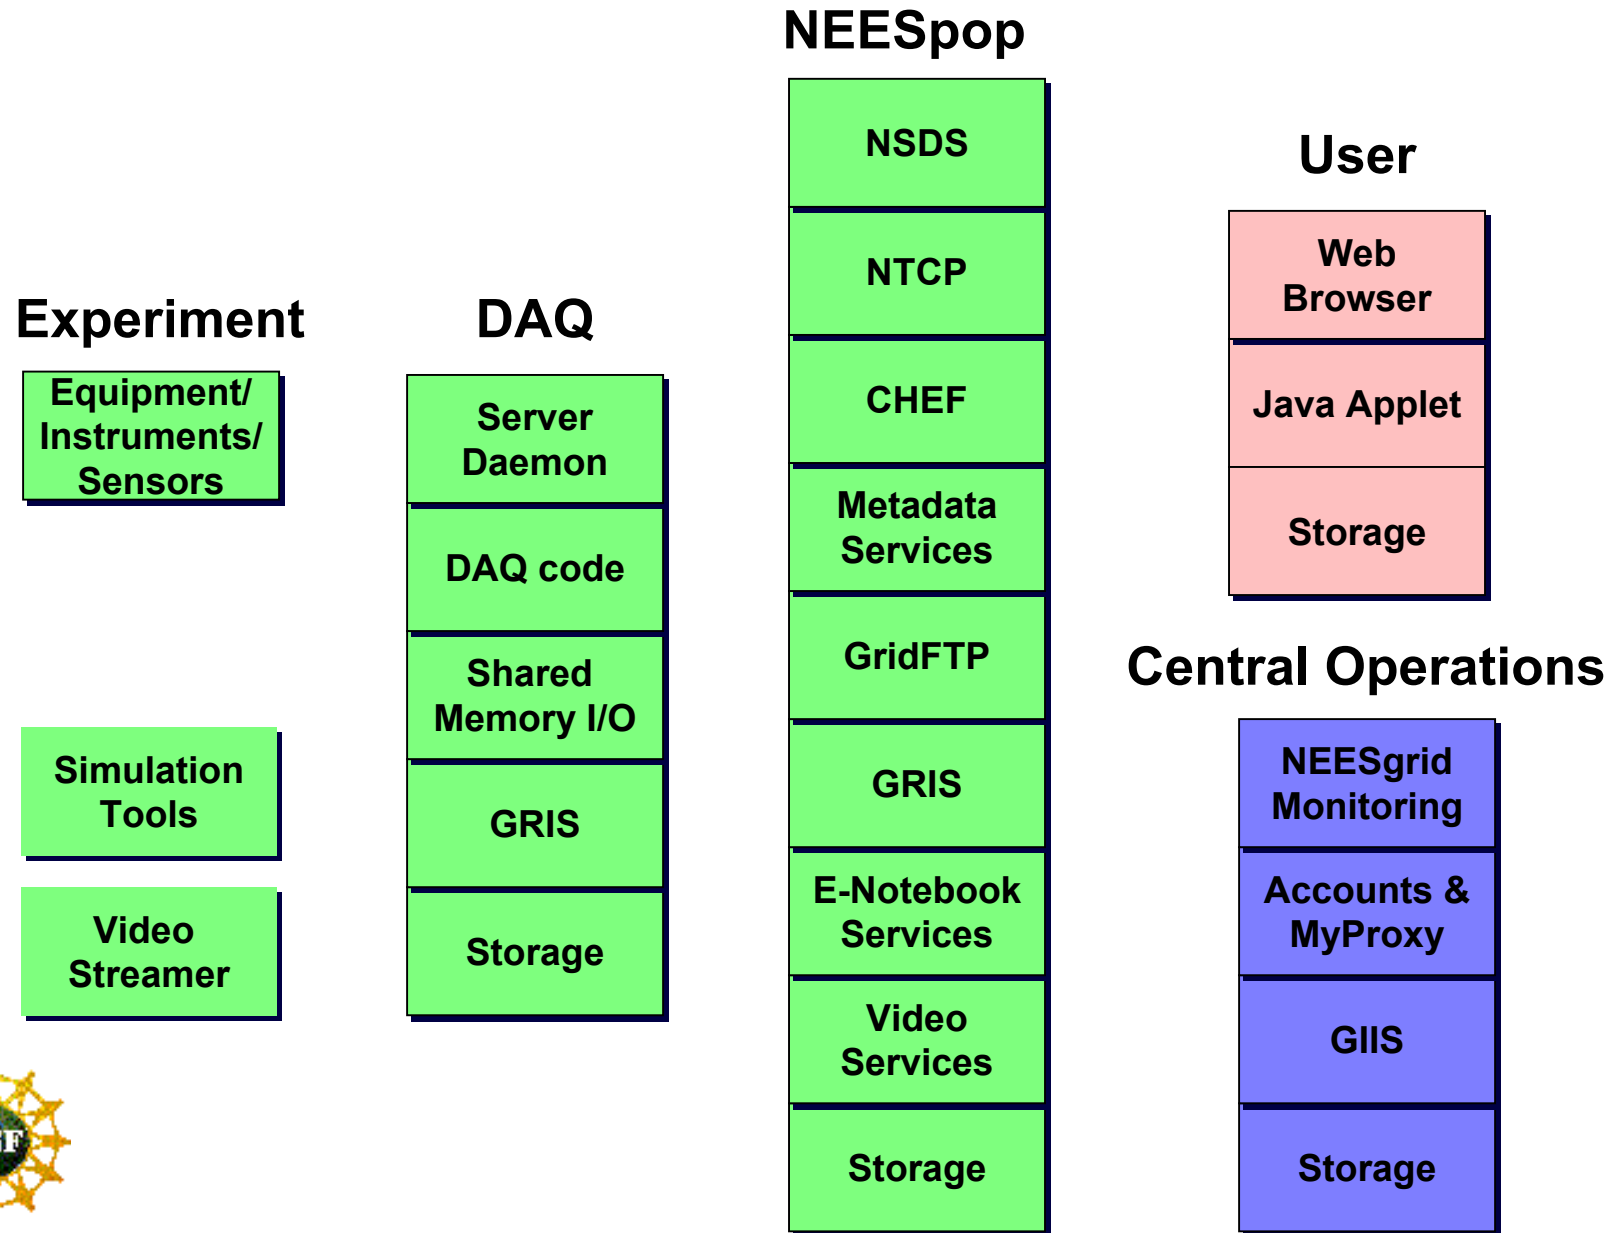 NEESpop
NSDS
NTCP
CHEF
Metadata
Services
GridFTP
GRIS
E-Notebook
Services
Video
Services
Storage
User
Web
Browser
Java Applet
Storage
Experiment
Equipment/
Instruments/
Sensors
Simulation
Tools
Video
Streamer
DAQ
Server
Daemon
DAQ code
Shared
Memory I/O
GRIS
Storage
Central Operations
NEESgrid
Monitoring
Accounts &
MyProxy
GIIS
Storage